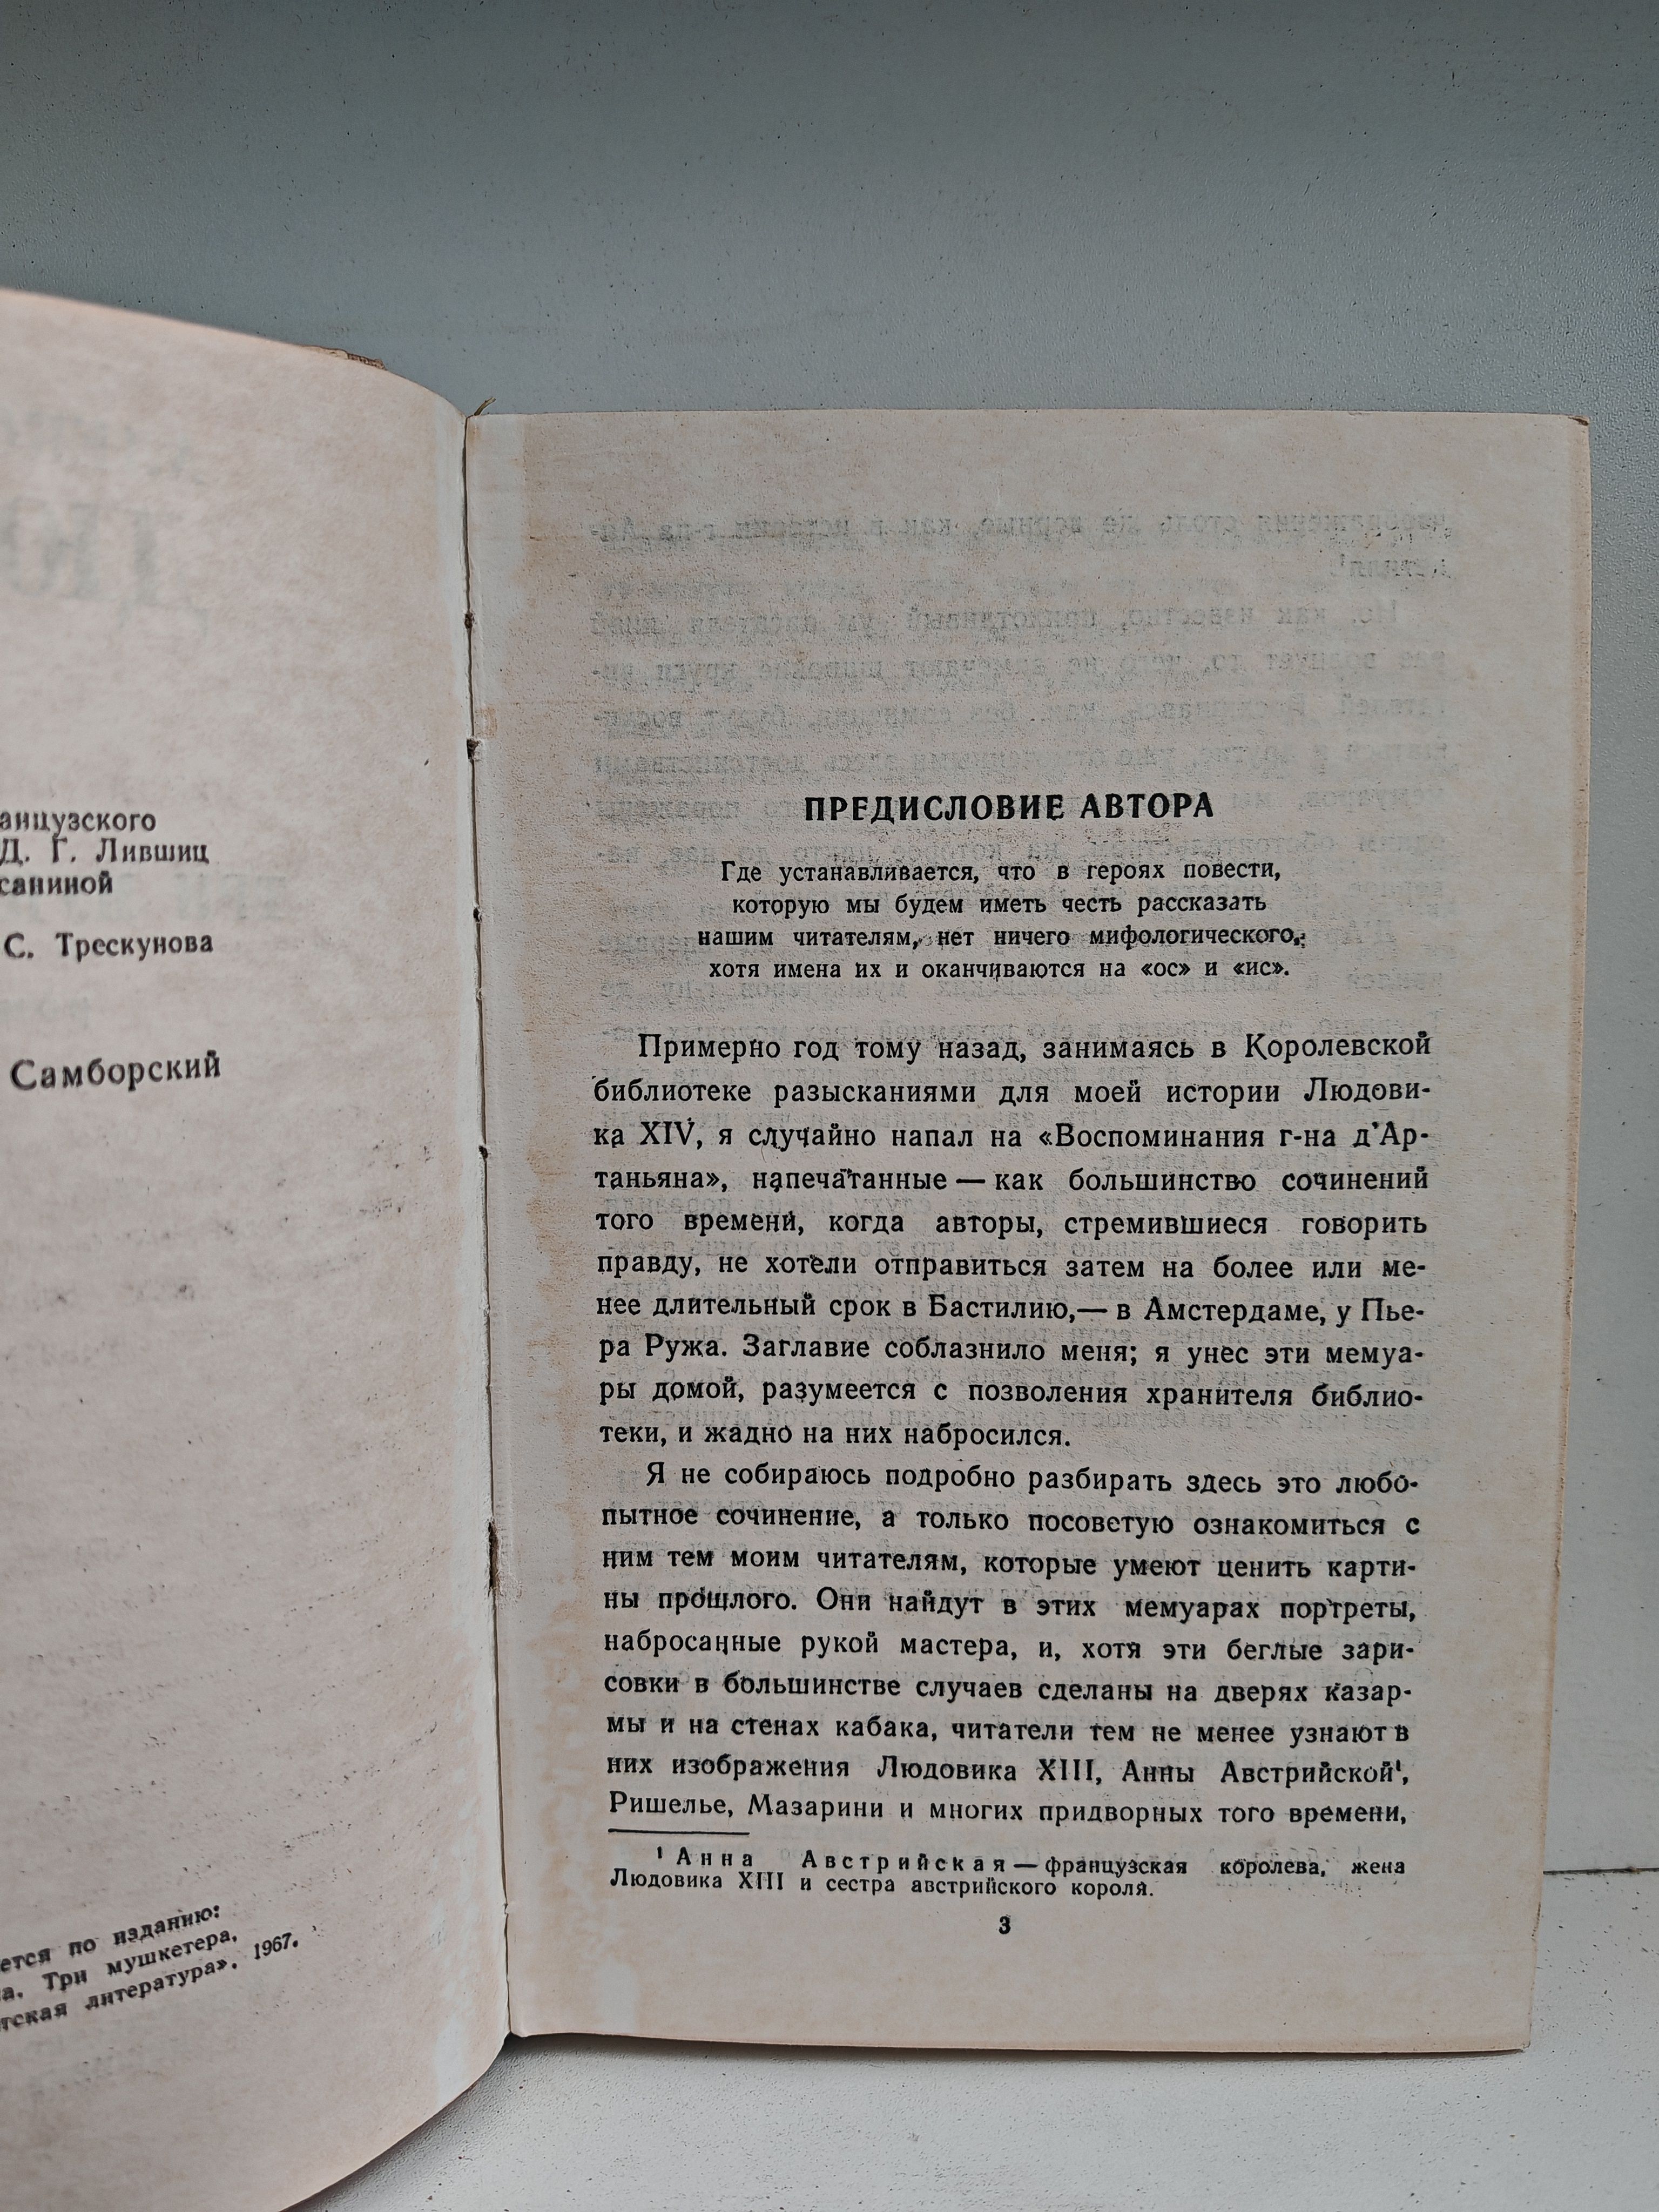 анцузского
Д. Г. Лившиц
саниной
С. Трескунова
Самборский
ется по изданию:
а. Три мушкетера,
тская литература», 1967.
ПРЕДИСЛОВИЕ АВТОРА
Где устанавливается, что в героях повести,
которую мы будем иметь честь рассказать
нашим читателям, нет ничего мифологического,
хотя имена их и оканчиваются на «ос» и «ис».
Примерно год тому назад, занимаясь в Королевской
библиотеке разысканиями для моей истории Людови-
ка XIV, я случайно напал на «Воспоминания г-на д'Ар-
таньяна», напечатанные — как большинство сочинений
того времени, когда авторы, стремившиеся говорить
правду, не хотели отправиться затем на более или ме-
нее длительный срок в Бастилию,— в Амстердаме, у Пье-
ра Ружа. Заглавие соблазнило меня; я унес эти мемуа-
ры домой, разумеется с позволения хранителя библио-
теки, и жадно на них набросился.
Я не собираюсь подробно разбирать здесь это любо-
пытное сочинение, а только посоветую ознакомиться с
ним тем моим читателям, которые умеют ценить карти-
ны прошлого. Они найдут в этих мемуарах портреты,
набросанные рукой мастера, и, хотя эти беглые зари-
совки в большинстве случаев сделаны на дверях казар-
мы и на стенах кабака, читатели тем не менее узнают в
них изображения Людовика XIII, Анны Австрийской¹,
Ришелье, Мазарини и многих придворных того времени,
¹ Анна Австрийская — французская королева, жена
Людовика XIII и сестра австрийского короля.
3